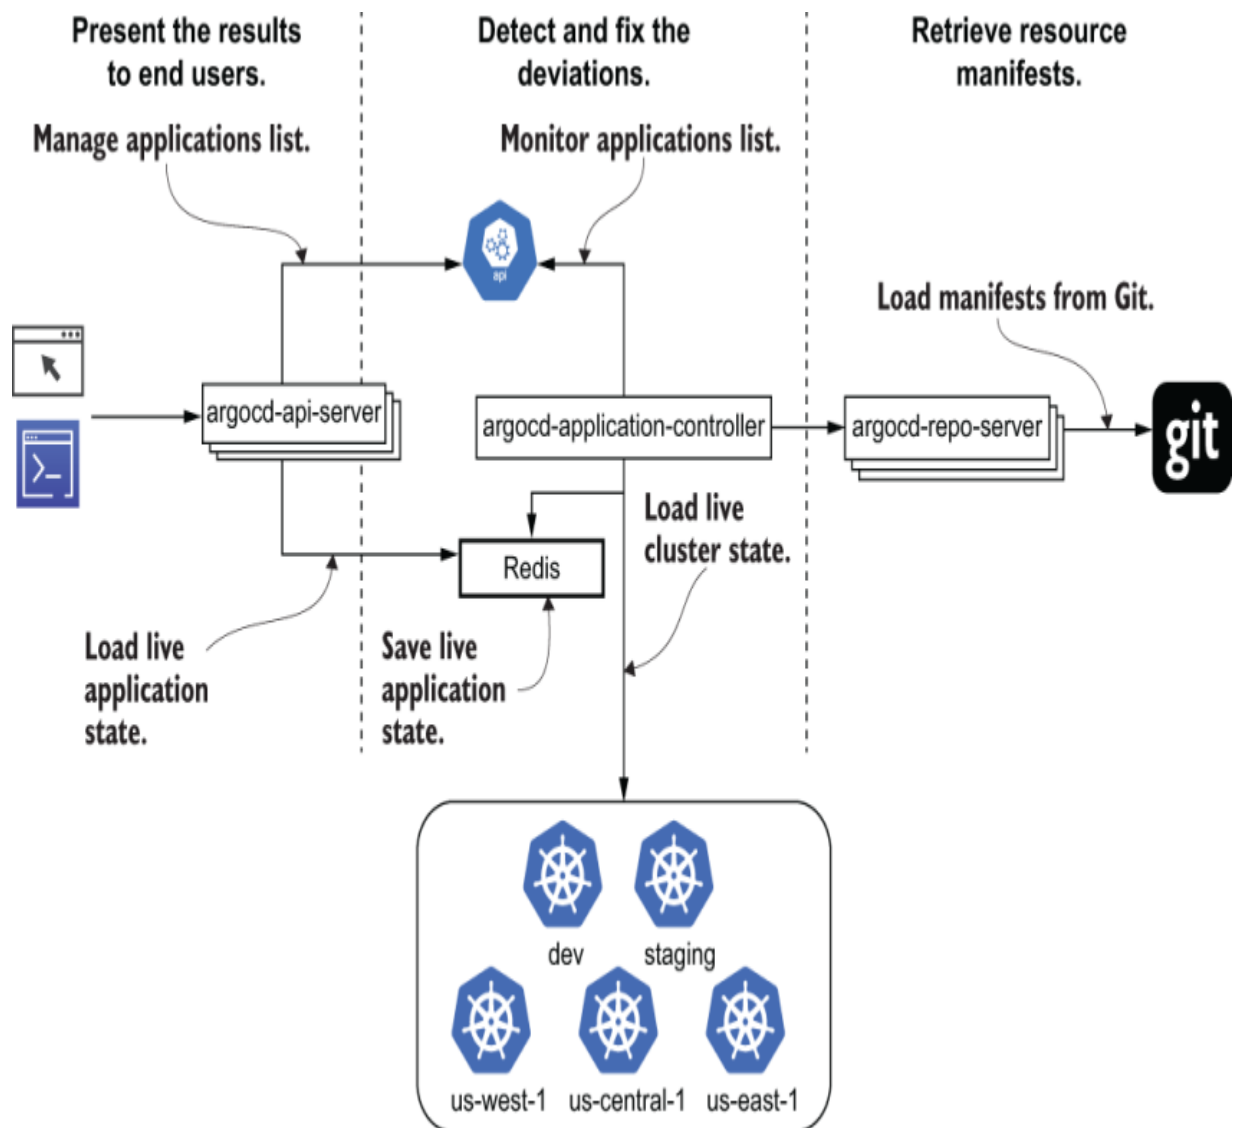 Present the results
to end users.
Detect and fix the
deviations.
Retrieve resource
manifests.
Manage applications list.
Monitor applications list.
api
Load manifests from Git.
argocd-api-server
argocd-application-controller
argocd-repo-server
git
>_
Load live
cluster state.
Redis
Load live
application
state.
Save live
application
state.
dev
staging
us-west-1
us-central-1
us-east-1